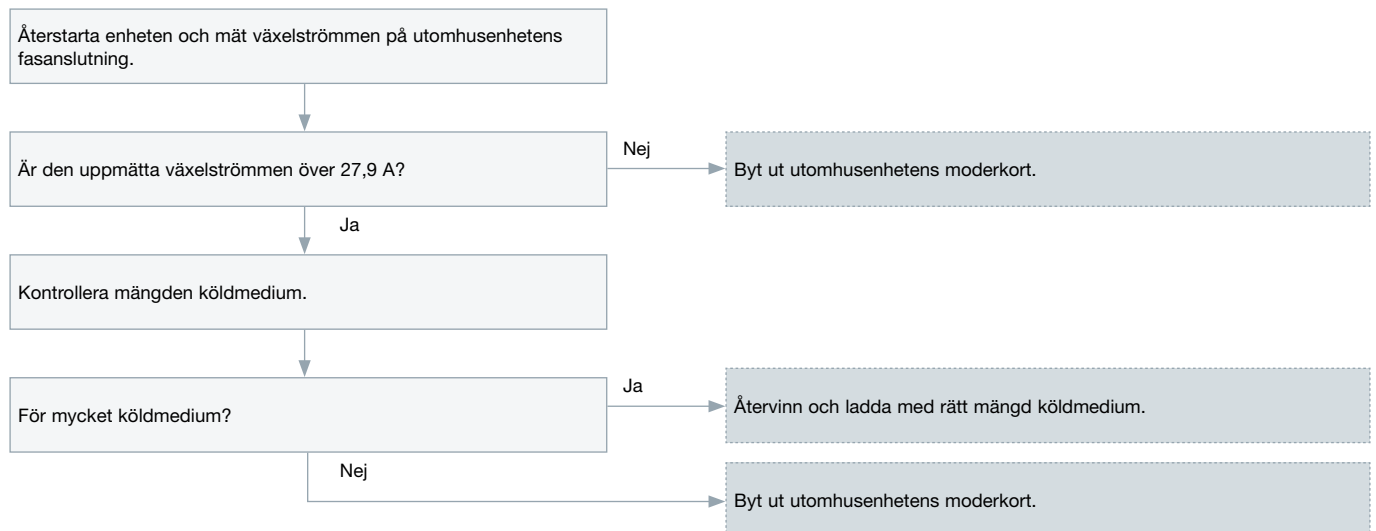 Återstarta enheten och mät växelströmmen på utomhusenhetens
fasanslutning.
Är den uppmätta växelströmmen över 27,9 A?
Nej
Byt ut utomhusenhetens moderkort.
Ja
Kontrollera mängden köldmedium.
För mycket köldmedium?
Ja
Återvinn och ladda med rätt mängd köldmedium.
Nej
Byt ut utomhusenhetens moderkort.